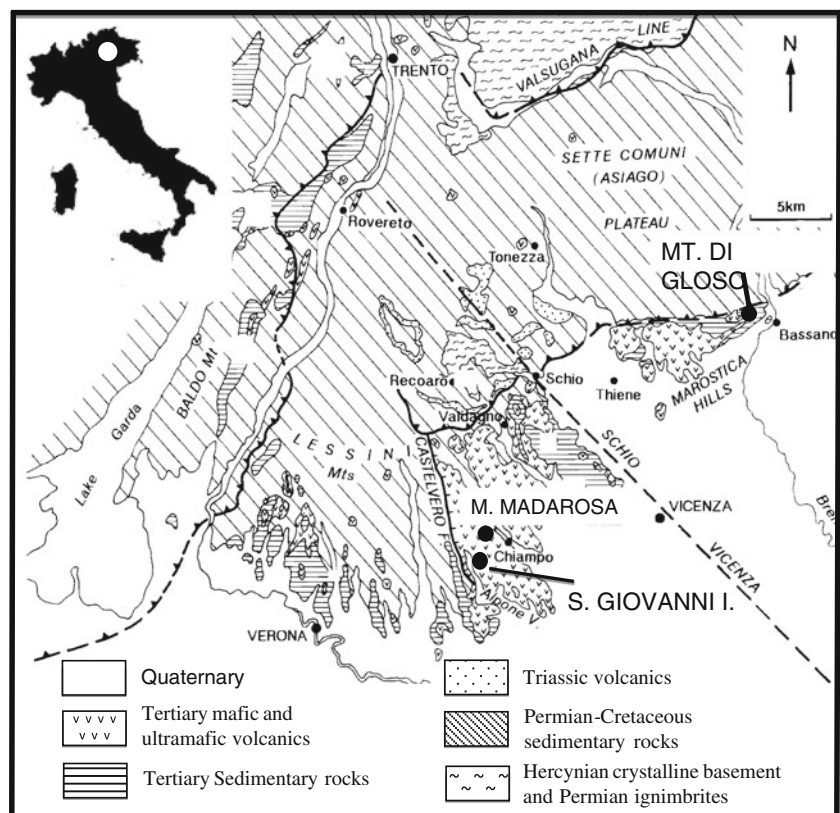 TRENTO
VALSUGANA
LINE
N
SETTE COMUNI
(ASIAGO)
PLATEAU
5km
Rovereto
Tonezza
MT. DI
GLOSO
Bassano
BALDO Mt
Lake Garda
Recoaro
Schio
Thiene
MAROSTICA
HILLS
Valdagno
LESSINI
Mts
CASTELVERO F.
SCHIO
M. MADAROSA
VICENZA
Chiampo
VICENZA
Bre
Alpone
S. GIOVANNI I.
VERONA
Quaternary
Tertiary mafic and
ultramafic volcanics
Tertiary Sedimentary rocks
Triassic volcanics
Permian-Cretaceous
sedimentary rocks
Hercynian crystalline basement
and Permian ignimbrites